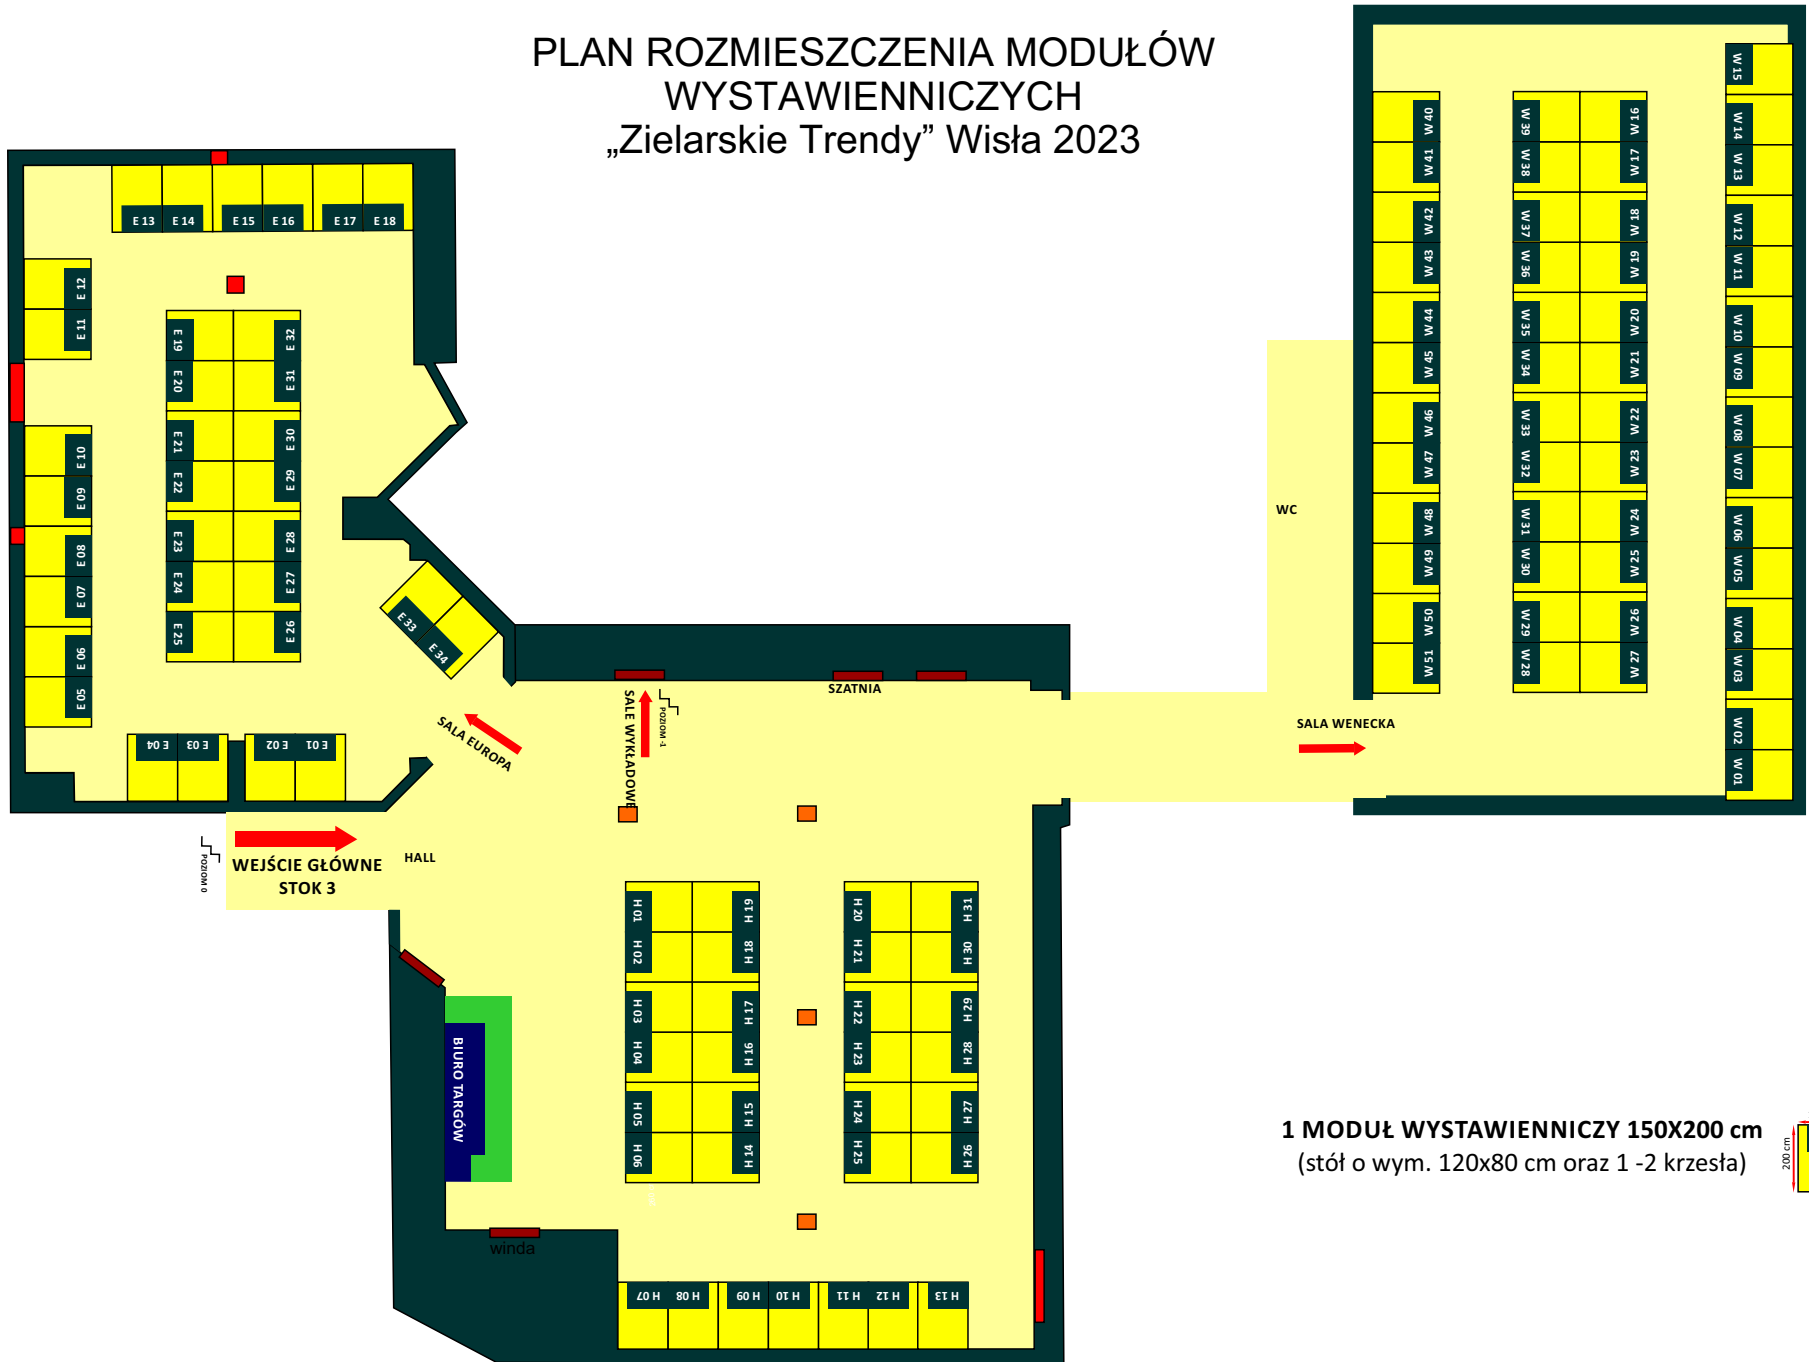 PLAN ROZMIESZCZENIA MODUŁÓW
WYSTAWIENNICZYCH
„Zielarskie Trendy” Wisła 2023
E 13
E 14
E 15
E 16
E 17
E 18
E 12
E 11
E 10
E 09
E 08
E 07
E 06
E 05
E 04
E 03
E 02
E 01
E 19
E 20
E 21
E 22
E 23
E 24
E 25
E 32
E 31
E 30
E 29
E 28
E 27
E 26
E 33
E 34
SALA EUROPA
SALE WYKŁADOWE
POZIOM -1
SZATNIA
WC
SALA WENECKA
POZIOM 0
WEJŚCIE GŁÓWNE
STOK 3
HALL
BIURO TARGÓW
winda
H 01
H 02
H 03
H 04
H 05
H 06
H 19
H 18
H 17
H 16
H 15
H 14
H 20
H 21
H 22
H 23
H 24
H 25
H 31
H 30
H 29
H 28
H 27
H 26
H 07
H 08
H 09
H 10
H 11
H 12
H 13
W 40
W 41
W 42
W 43
W 44
W 45
W 46
W 47
W 48
W 49
W 50
W 51
W 39
W 38
W 37
W 36
W 35
W 34
W 33
W 32
W 31
W 30
W 29
W 28
W 16
W 17
W 18
W 19
W 20
W 21
W 22
W 23
W 24
W 25
W 26
W 27
W 15
W 14
W 13
W 12
W 11
W 10
W 09
W 08
W 07
W 06
W 05
W 04
W 03
W 02
W 01
1 MODUŁ WYSTAWIENNICZY 150X200 cm
(stół o wym. 120x80 cm oraz 1 -2 krzesła)
200 cm